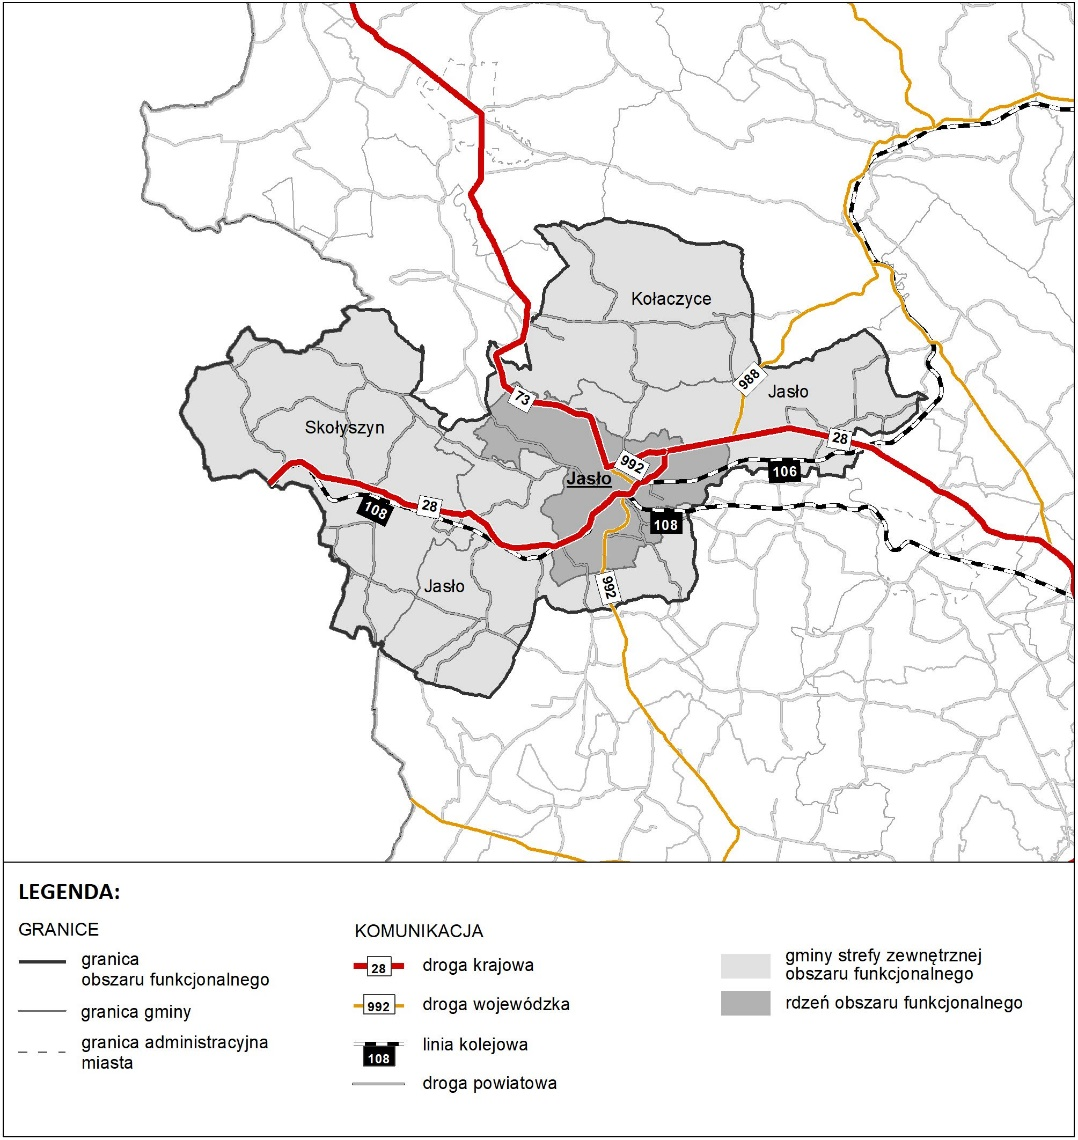 Kołaczyce
988
Jasło
73
Skołyszyn
28
992
106
Jasło
108
28
108
Jasło
992
LEGENDA:
GRANICE
granica
obszaru funkcjonalnego
granica gminy
granica administracyjna
miasta
KOMUNIKACJA
28
droga krajowa
992
droga wojewódzka
108
linia kolejowa
droga powiatowa
gminy strefy zewnętrznej
obszaru funkcjonalnego
rdzeń obszaru funkcjonalnego